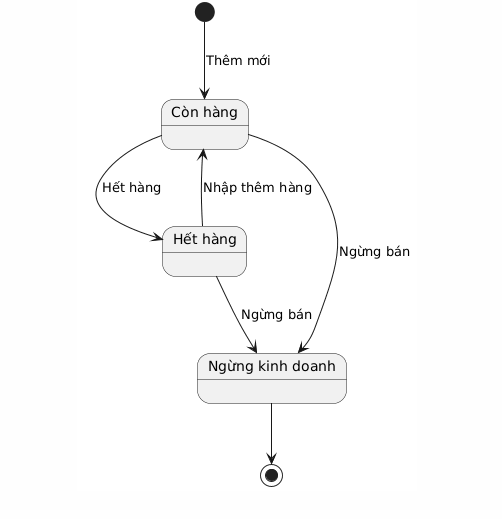 Thêm mới
Còn hàng
Hết hàng
Nhập thêm hàng
Hết hàng
Ngừng bán
Ngừng bán
Ngừng kinh doanh